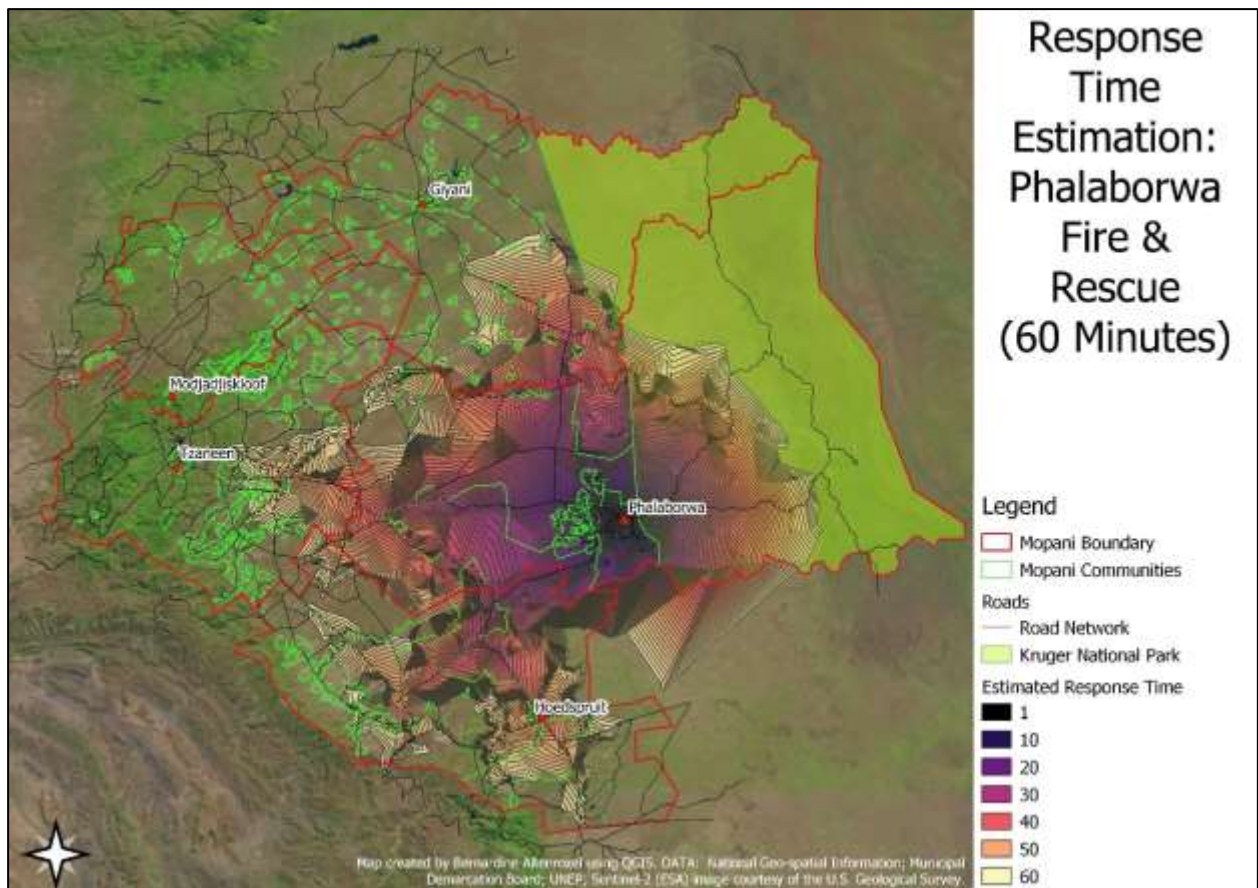 Response
Time
Estimation:
Phalaborwa
Fire &
Rescue
(60 Minutes)
Giyani
Modjadjiskloof
Tzaneen
Phalaborwa
Hoedspruit
Legend
Mopani Boundary
Mopani Communities
Roads
Road Network
Kruger National Park
Estimated Response Time
1
10
20
30
40
50
60
Map created by Bernardine Altenroxel using QGIS. DATA: National Geo-spatial Information; Municipal
Demarcation Board; UNEP; Sentinel-2 (ESA) image courtesy of the U.S. Geological Survey.